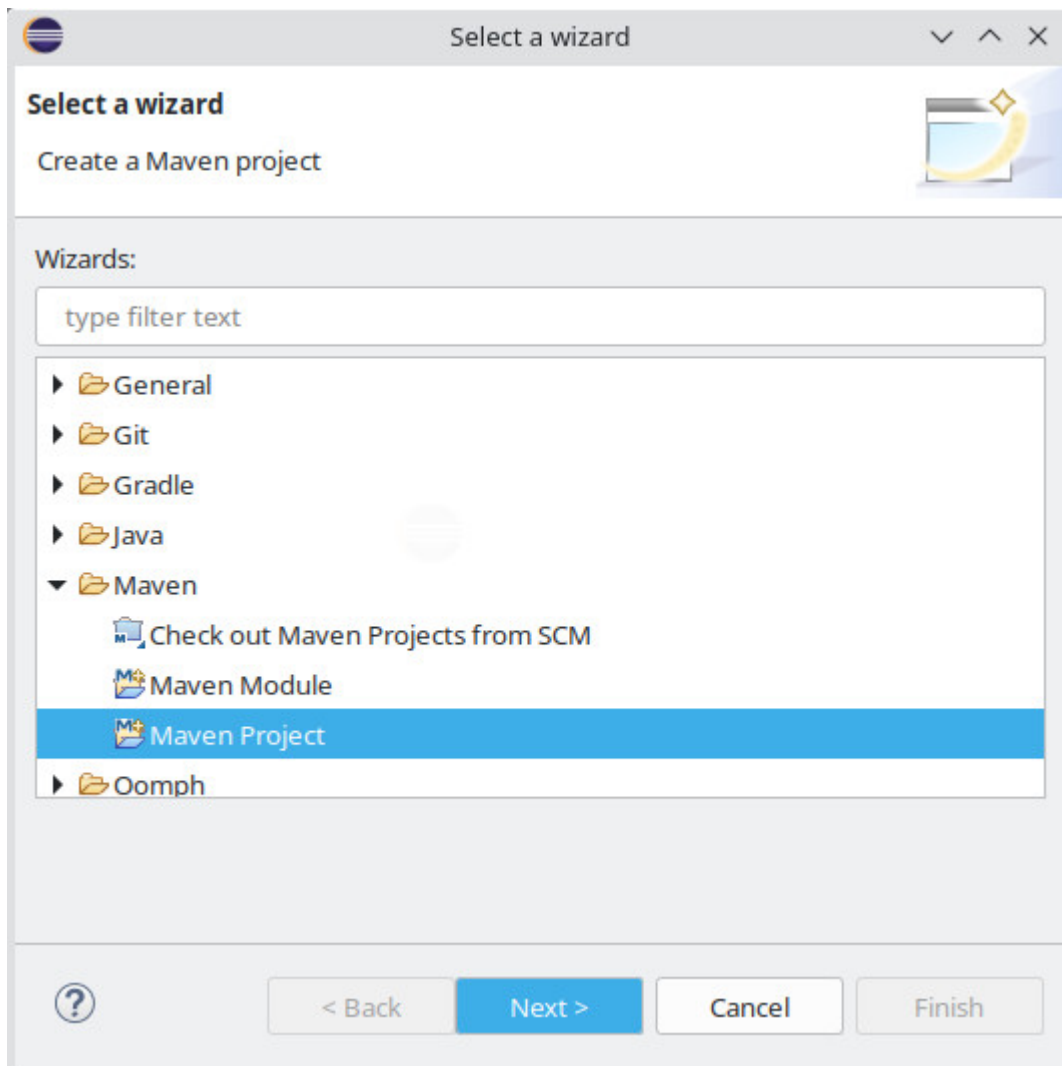 Select a wizard
Select a wizard
Create a Maven project
Wizards:
type filter text
General
Git
Gradle
Java
Maven
Check out Maven Projects from SCM
Maven Module
Maven Project
Oomph
? < Back Next > Cancel Finish